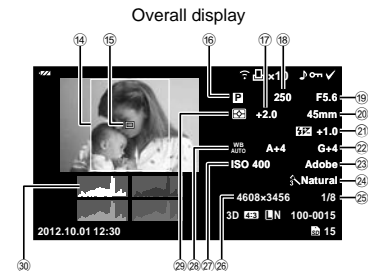 Overall display
⑭ ⑮ ⑯ ⑰ ⑱
×10
P 250 F5.6 ⑲
+2.0 45mm ⑳
+1.0 ㉑
WB AUTO A+4 G+4 ㉒
ISO 400 Adobe ㉓
3 Natural ㉔
4608×3456 1/8 ㉕
3D 4:3 LN 100-0015
2012.10.01 12:30 SD 15
㉚ ㉙ ㉘ ㉗ ㉖